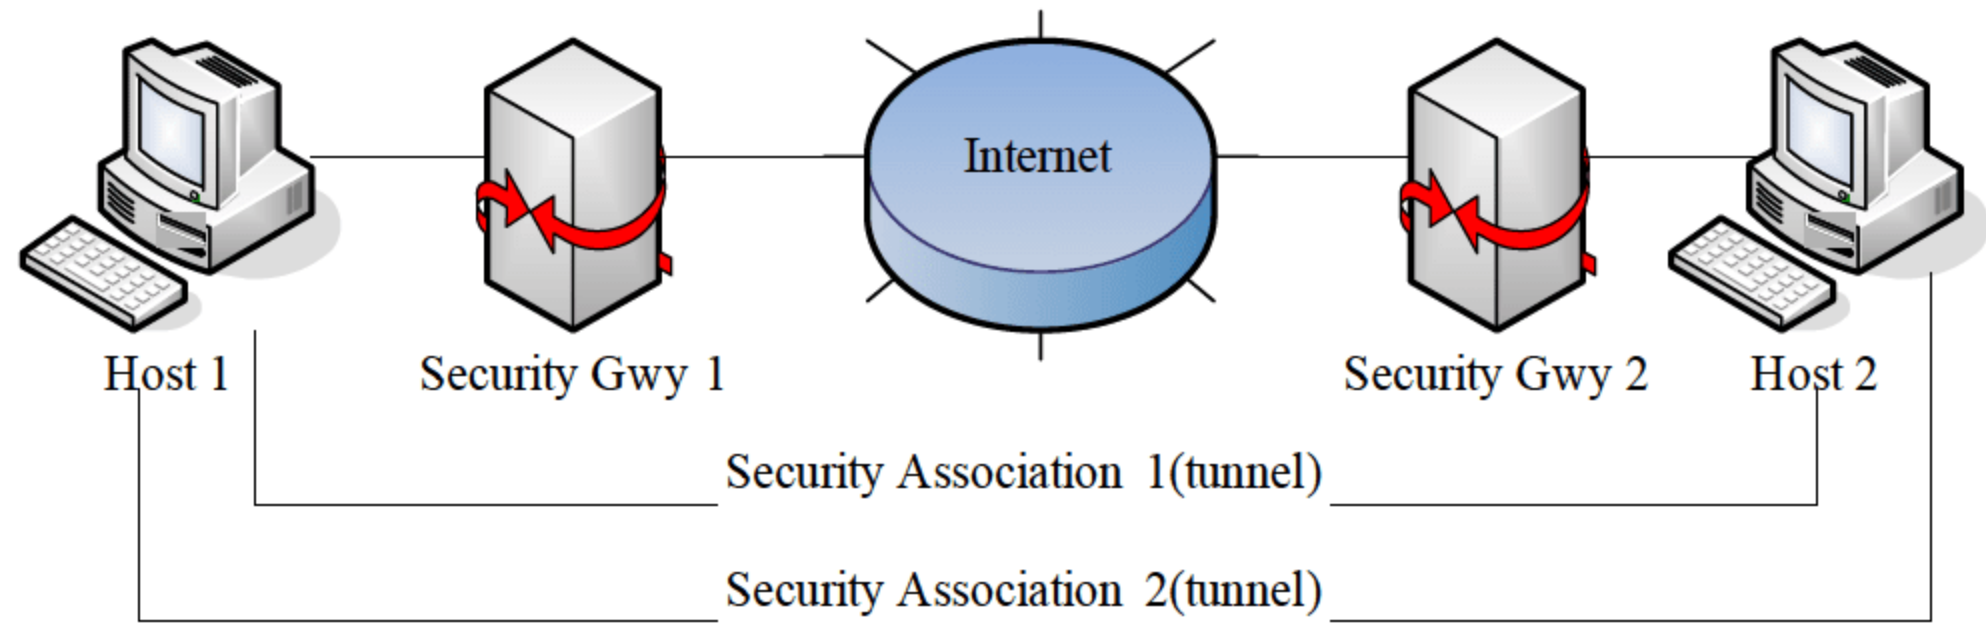 Internet
Host 1
Security Gwy 1
Security Gwy 2
Host 2
Security Association 1(tunnel)
Security Association 2(tunnel)